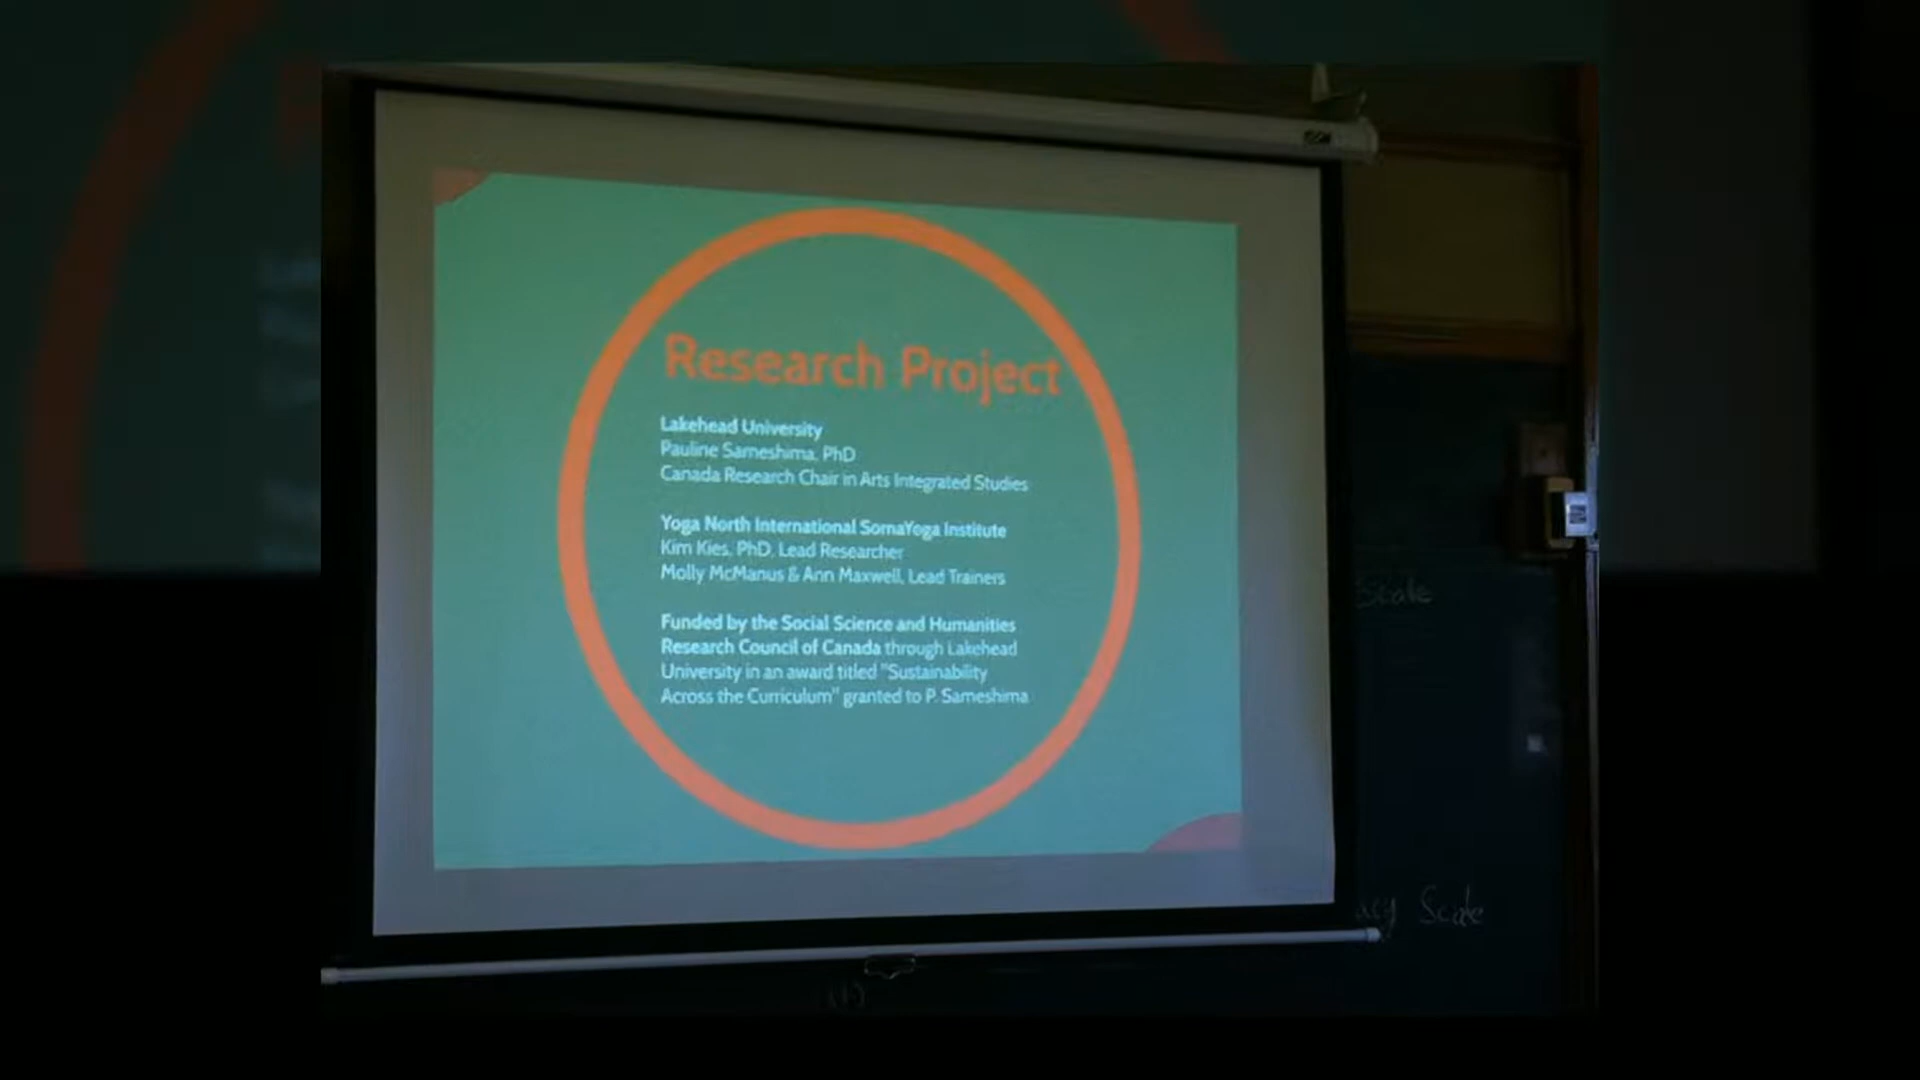 Research Project
Lakehead University
Pauline Sameshima, PhD
Canada Research Chair in Arts Integrated Studies
Yoga North International SomaYoga Institute
Kim Kies, PhD, Lead Researcher
Molly McManus & Ann Maxwell, Lead Trainers
Funded by the Social Science and Humanities
Research Council of Canada through Lakehead
University in an award titled "Sustainability
Across the Curriculum" granted to P. Sameshima
Scale
acy Scale